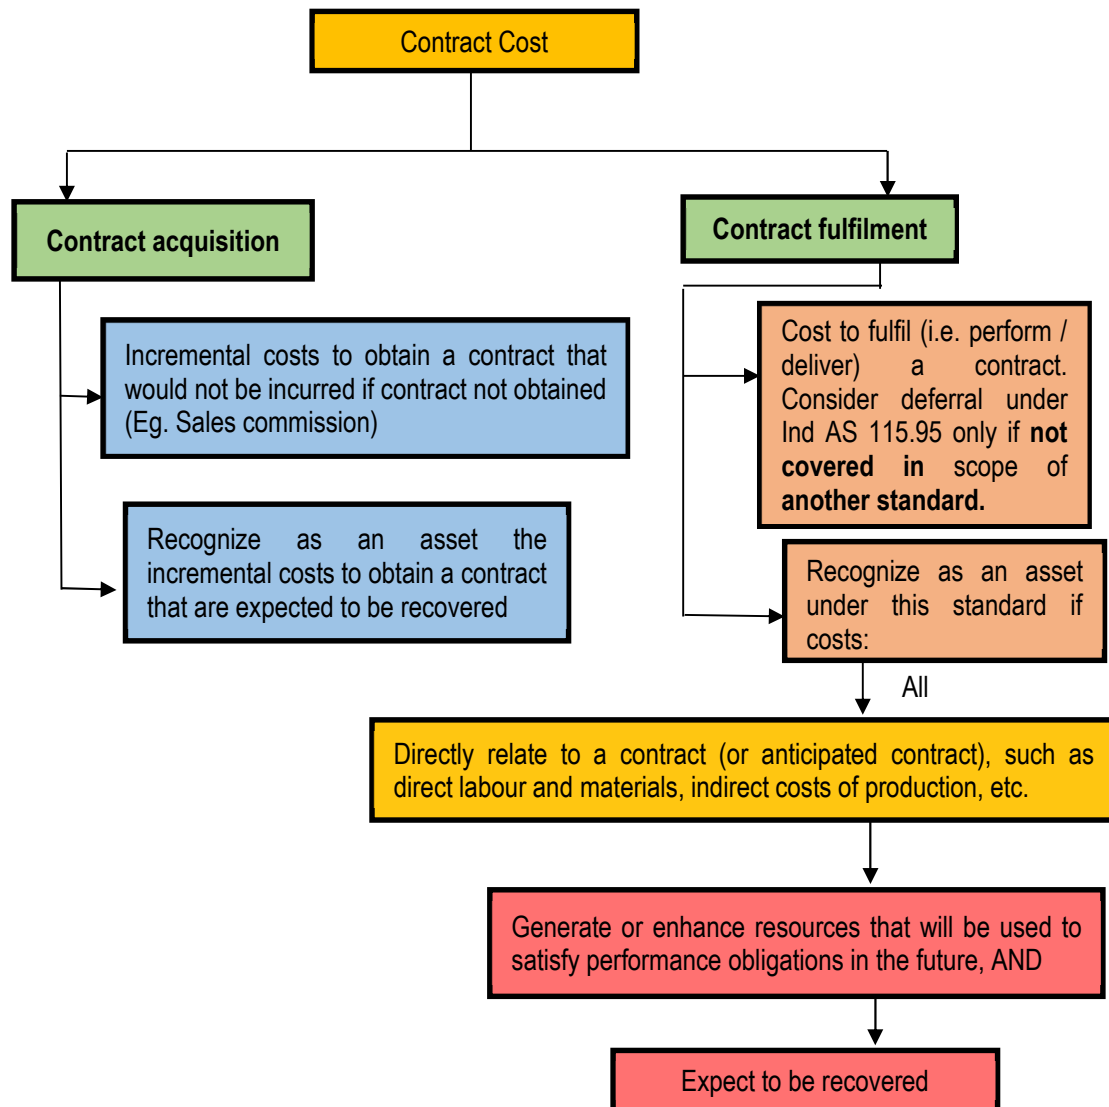 Contract Cost
Contract acquisition
Contract fulfilment
Incremental costs to obtain a contract that
would not be incurred if contract not obtained
(Eg. Sales commission)
Recognize as an asset the
incremental costs to obtain a contract
that are expected to be recovered
Cost to fulfil (i.e. perform /
deliver) a contract.
Consider deferral under
Ind AS 115.95 only if not
covered in scope of
another standard.
Recognize as an asset
under this standard if
costs:
All
Directly relate to a contract (or anticipated contract), such as
direct labour and materials, indirect costs of production, etc.
Generate or enhance resources that will be used to
satisfy performance obligations in the future, AND
Expect to be recovered